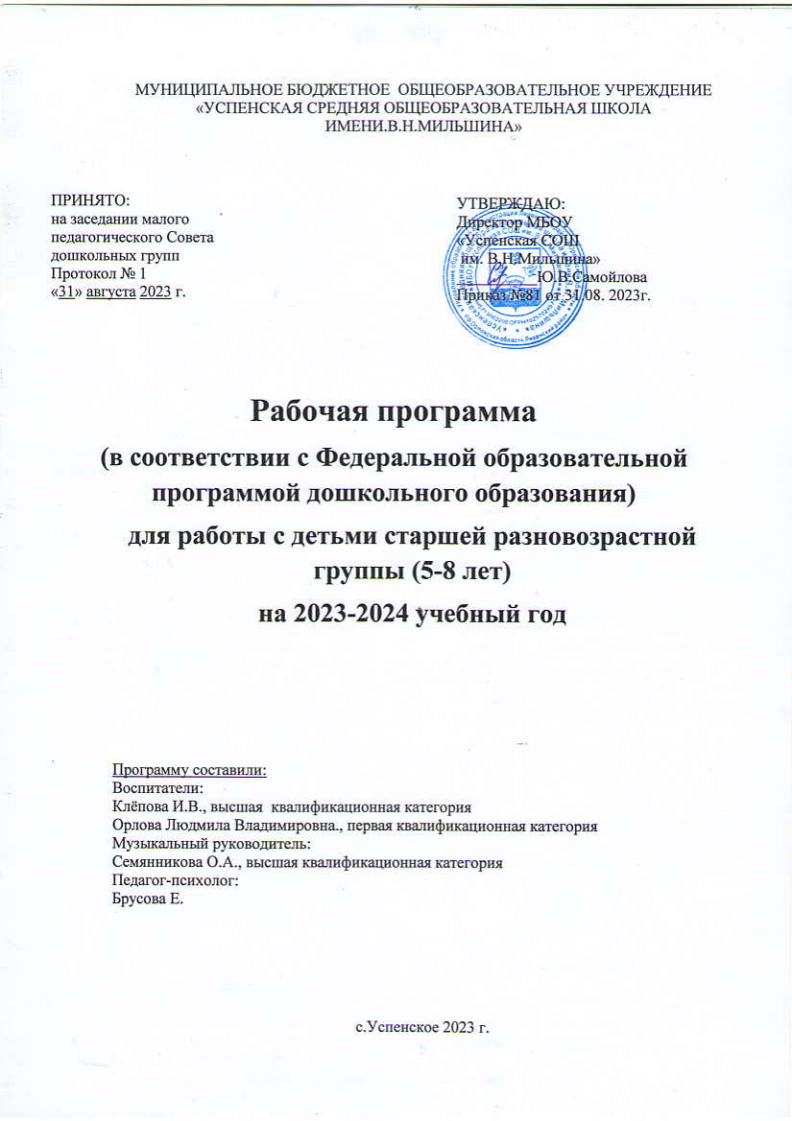 МУНИЦИПАЛЬНОЕ БЮДЖЕТНОЕ ОБЩЕОБРАЗОВАТЕЛЬНОЕ УЧРЕЖДЕНИЕ
«УСПЕНСКАЯ СРЕДНЯЯ ОБЩЕОБРАЗОВАТЕЛЬНАЯ ШКОЛА
ИМЕНИ.В.Н.МИЛЬШИНА»
ПРИНЯТО:
на заседании малого
педагогического Совета
дошкольных групп
Протокол № 1
«31» августа 2023 г.
УТВЕРЖДАЮ:
Директор МБОУ
«Успенская СОШ
им. В.Н.Мильшина»
Ю.В.Самойлова
Приказ №81 от 31.08. 2023г.
Рабочая программа
(в соответствии с Федеральной образовательной
программой дошкольного образования)
для работы с детьми старшей разновозрастной
группы (5-8 лет)
на 2023-2024 учебный год
Программу составили:
Воспитатели:
Клёпова И.В., высшая квалификационная категория
Орлова Людмила Владимировна., первая квалификационная категория
Музыкальный руководитель:
Семянникова О.А., высшая квалификационная категория
Педагог-психолог:
Брусова Е.
с.Успенское 2023 г.